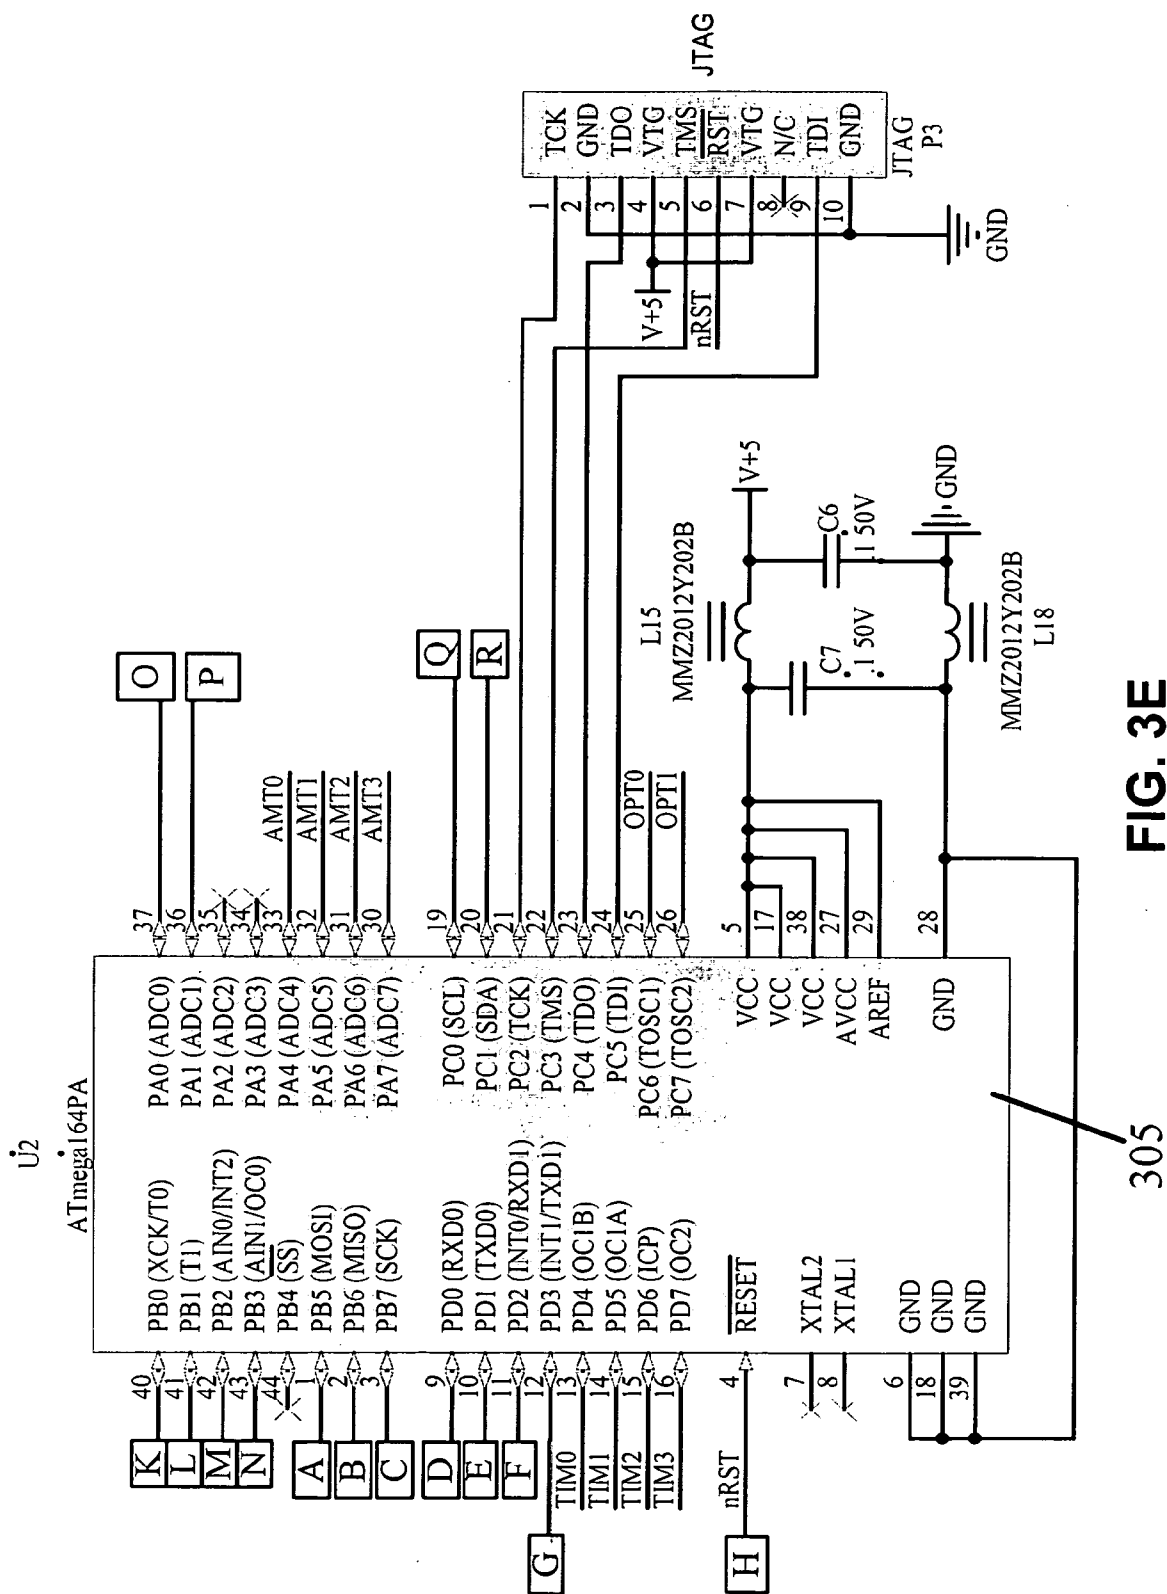 U2
ATmega164PA
K 40 PB0 (XCK/T0)
L 41 PB1 (T1)
M 42 PB2 (AIN0/INT2)
N 43 PB3 (AIN1/OC0)
44 PB4 (SS)
A 1 PB5 (MOSI)
B 2 PB6 (MISO)
C 3 PB7 (SCK)
D 9 PD0 (RXD0)
E 10 PD1 (TXD0)
F 11 PD2 (INT0/RXD1)
G 12 PD3 (INT1/TXD1)
TIM0 13 PD4 (OC1B)
TIM1 14 PD5 (OC1A)
TIM2 15 PD6 (ICP)
TIM3 16 PD7 (OC2)
H nRST 4 RESET
7 XTAL2
8 XTAL1
6 GND
18 GND
39 GND
PA0 (ADC0) 37 O
PA1 (ADC1) 36 P
PA2 (ADC2) 35
PA3 (ADC3) 34
PA4 (ADC4) 33 AMT0
PA5 (ADC5) 32 AMT1
PA6 (ADC6) 31 AMT2
PA7 (ADC7) 30 AMT3
PC0 (SCL) 19 Q
PC1 (SDA) 20 R
PC2 (TCK) 21
PC3 (TMS) 22
PC4 (TDO) 23
PC5 (TDI) 24
PC6 (TOSC1) 25 OPT0
PC7 (TOSC2) 26 OPT1
VCC 5
VCC 17
VCC 38
AVCC 27
AREF 29
GND 28
305
L15
MMZ2012Y202B
V+5
C7
.1 50V
C6
.1 50V
GND
MMZ2012Y202B
L18
JTAG
1 TCK
2 GND
3 TDO
4 VTG
5 TMS
6 RST
7 VTG
8 N/C
9 TDI
10 GND
V+5
nRST
JTAG
P3
GND
FIG. 3E